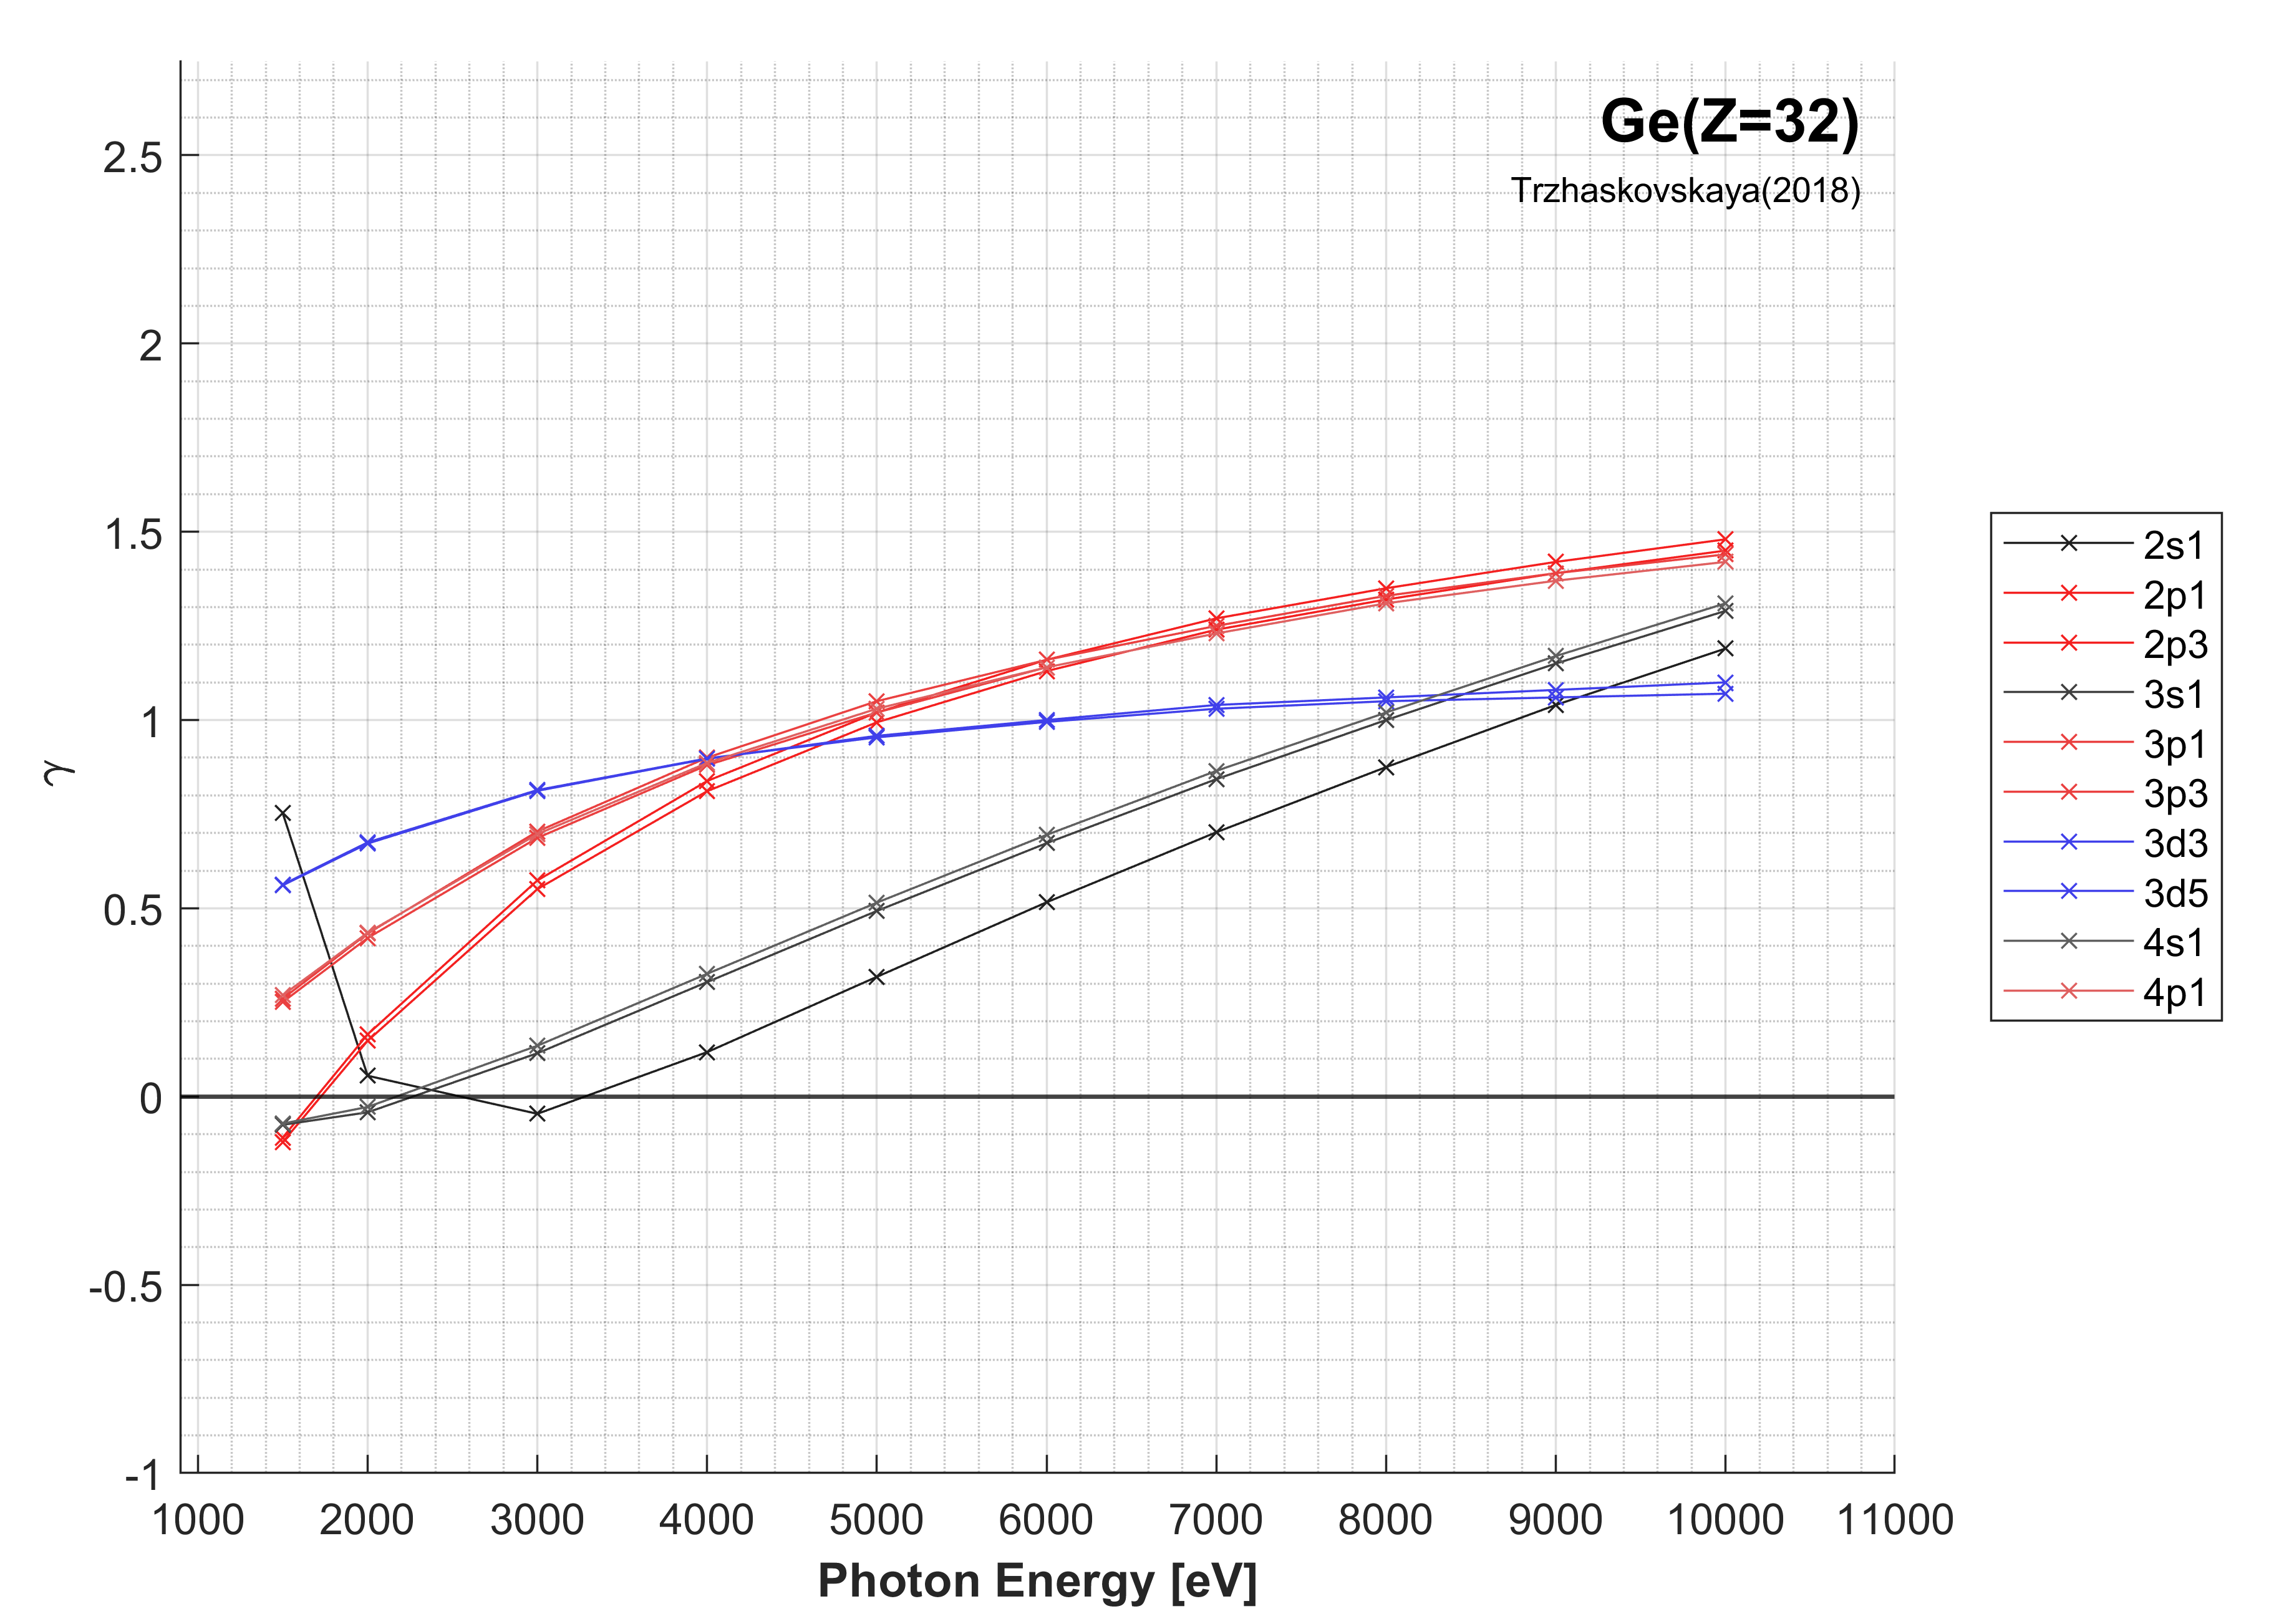 Ge(Z=32)
Trzhaskovskaya(2018)
2.5
2
1.5
1
0.5
0
-0.5
-1
γ
1000 2000 3000 4000 5000 6000 7000 8000 9000 10000 11000
Photon Energy [eV]
2s1
2p1
2p3
3s1
3p1
3p3
3d3
3d5
4s1
4p1